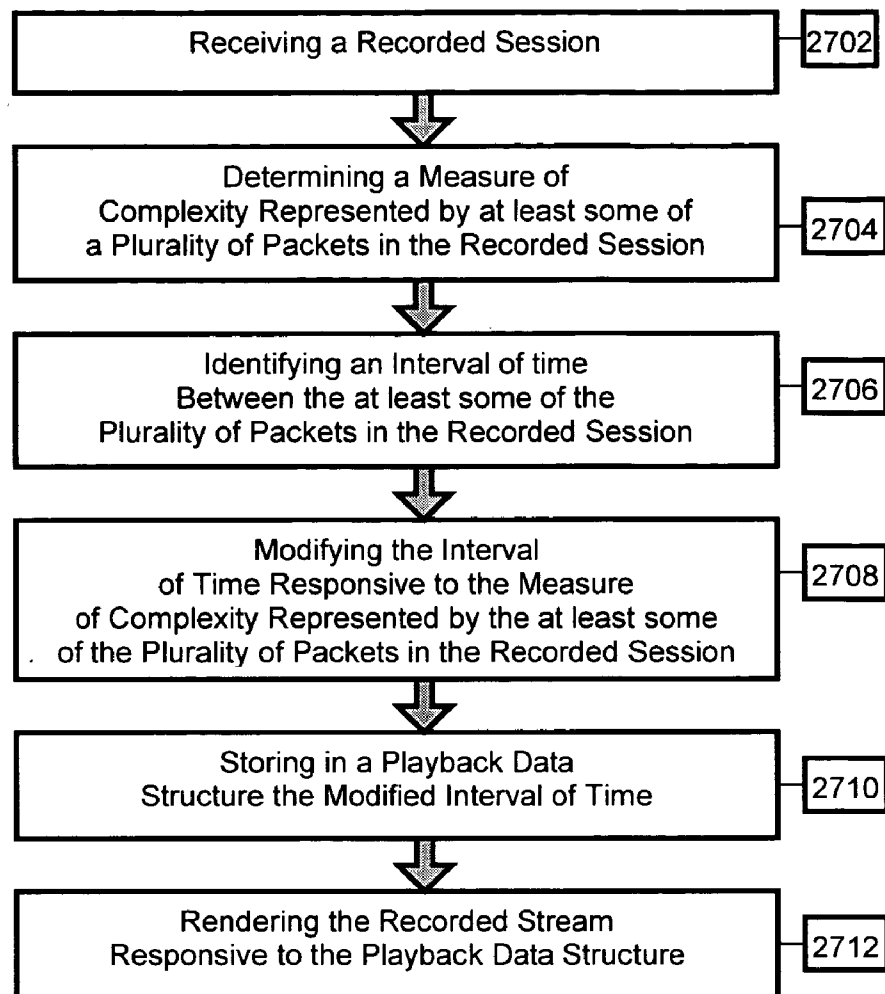 Receiving a Recorded Session
2702
Determining a Measure of
Complexity Represented by at least some of
a Plurality of Packets in the Recorded Session
2704
Identifying an Interval of time
Between the at least some of the
Plurality of Packets in the Recorded Session
2706
Modifying the Interval
of Time Responsive to the Measure
of Complexity Represented by the at least some
of the Plurality of Packets in the Recorded Session
2708
Storing in a Playback Data
Structure the Modified Interval of Time
2710
Rendering the Recorded Stream
Responsive to the Playback Data Structure
2712